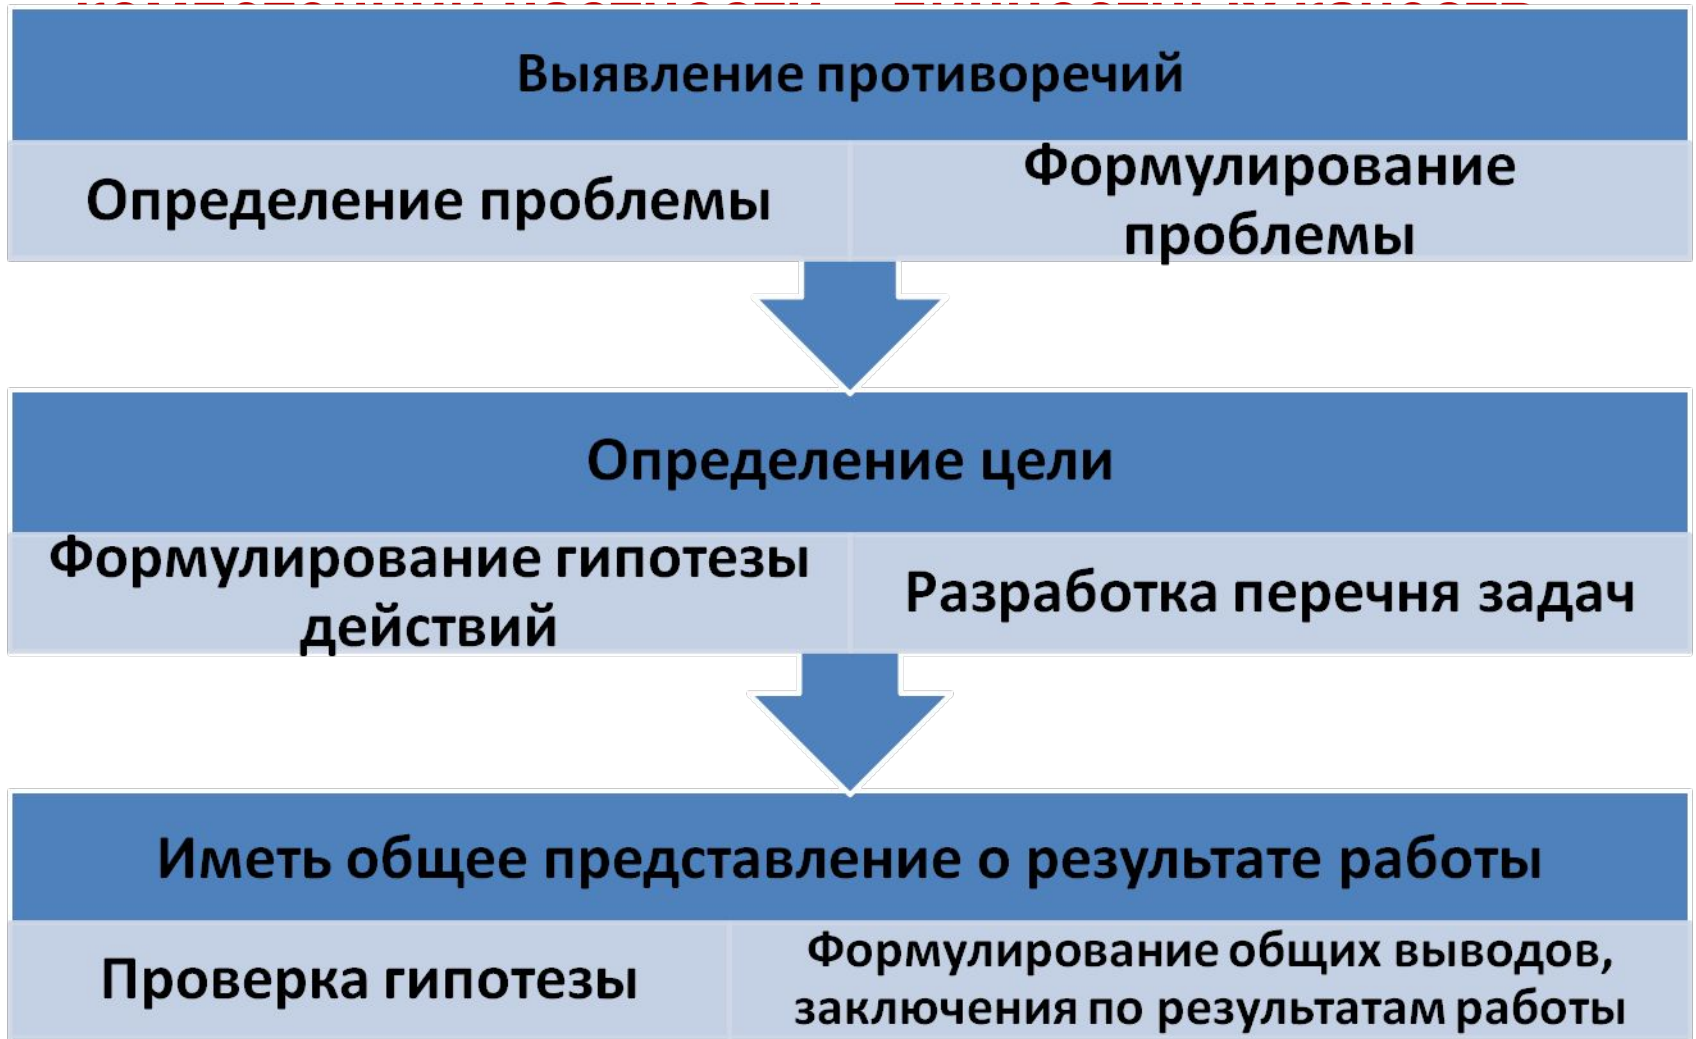 Выявление противоречий
Определение проблемы
Формулирование
проблемы
Определение цели
Формулирование гипотезы
действий
Разработка перечня задач
Иметь общее представление о результате работы
Проверка гипотезы
Формулирование общих выводов,
заключения по результатам работы